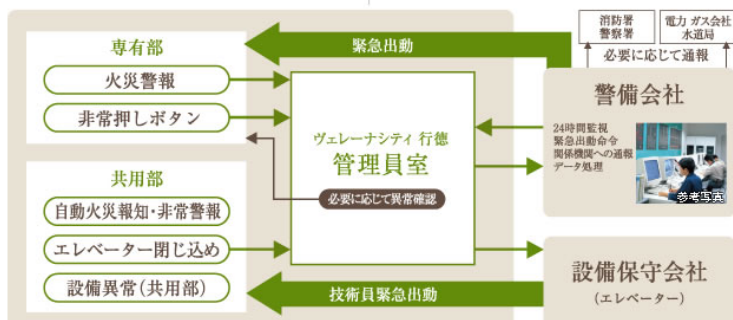 消防署
警察署
電力 ガス会社
水道局
必要に応じて通報
緊急出動
専有部
火災警報
非常押しボタン
ヴェレーナシティ 行徳
管理員室
必要に応じて異常確認
警備会社
24時間監視
緊急出動命令
関係機関への通報
データ処理
参考写真
共用部
自動火災報知・非常警報
エレベーター閉じ込め
設備異常(共用部)
技術員緊急出動
設備保守会社
(エレベーター)